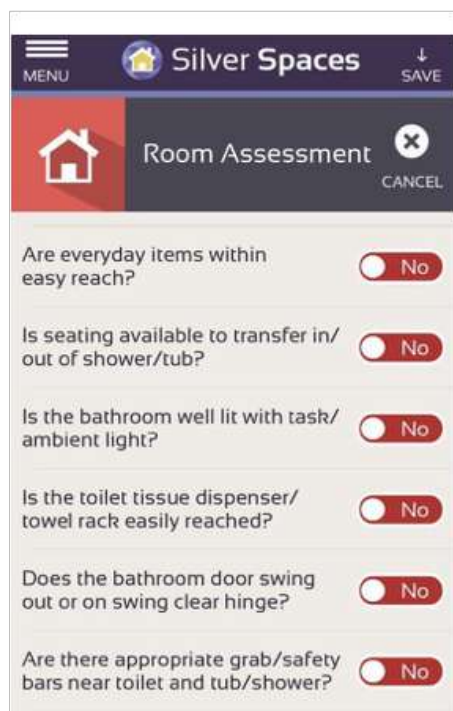 MENU
Silver Spaces
↓
SAVE
Room Assessment
CANCEL
Are everyday items within
easy reach?
No
Is seating available to transfer in/
out of shower/tub?
No
Is the bathroom well lit with task/
ambient light?
No
Is the toilet tissue dispenser/
towel rack easily reached?
No
Does the bathroom door swing
out or on swing clear hinge?
No
Are there appropriate grab/safety
bars near toilet and tub/shower?
No